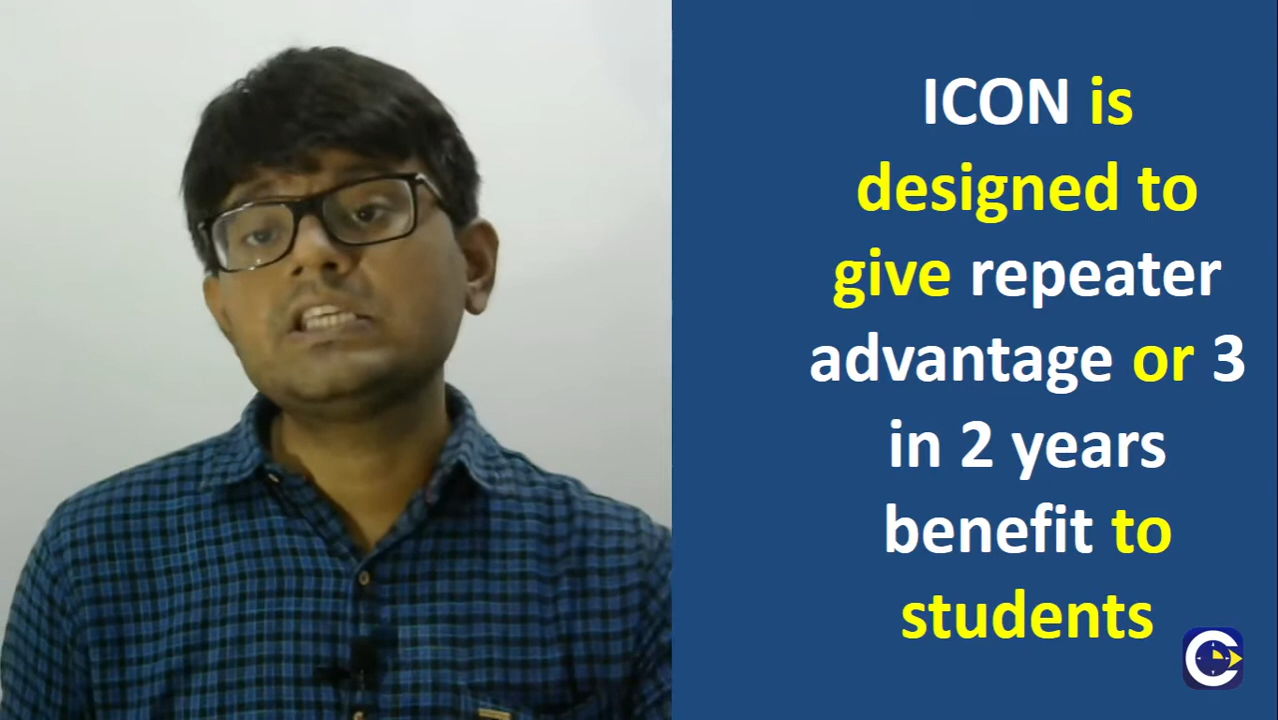 ICON is
designed to
give repeater
advantage or 3
in 2 years
benefit to
students